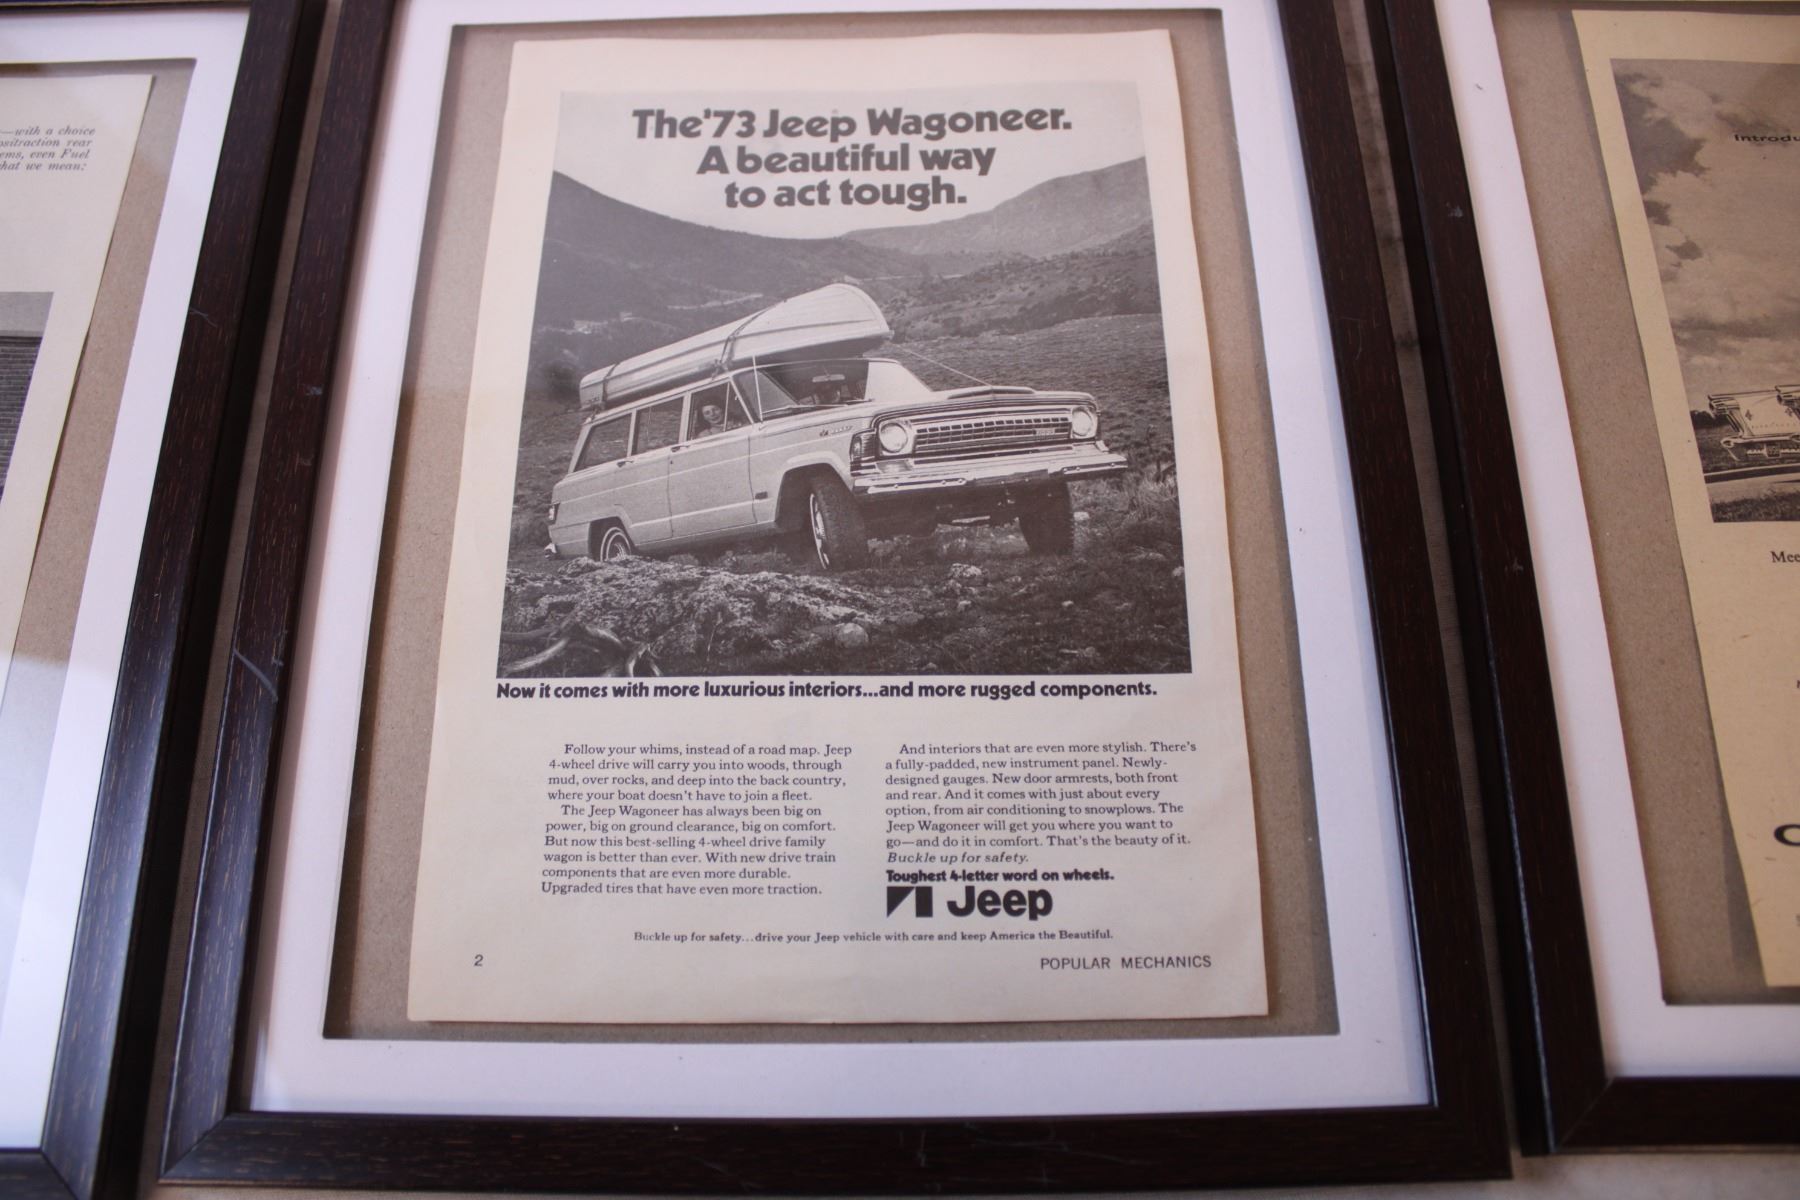 —with a choice
ositraction rear
ems, even Fuel
hat we mean:
The '73 Jeep Wagoneer.
A beautiful way
to act tough.
Now it comes with more luxurious interiors...and more rugged components.
Follow your whims, instead of a road map. Jeep
4-wheel drive will carry you into woods, through
mud, over rocks, and deep into the back country,
where your boat doesn't have to join a fleet.
The Jeep Wagoneer has always been big on
power, big on ground clearance, big on comfort.
But now this best-selling 4-wheel drive family
wagon is better than ever. With new drive train
components that are even more durable.
Upgraded tires that have even more traction.
And interiors that are even more stylish. There's
a fully-padded, new instrument panel. Newly-
designed gauges. New door armrests, both front
and rear. And it comes with just about every
option, from air conditioning to snowplows. The
Jeep Wagoneer will get you where you want to
go—and do it in comfort. That's the beauty of it.
Buckle up for safety.
Toughest 4-letter word on wheels.
Jeep
Buckle up for safety...drive your Jeep vehicle with care and keep America the Beautiful.
2
POPULAR MECHANICS
Introdu
Mee